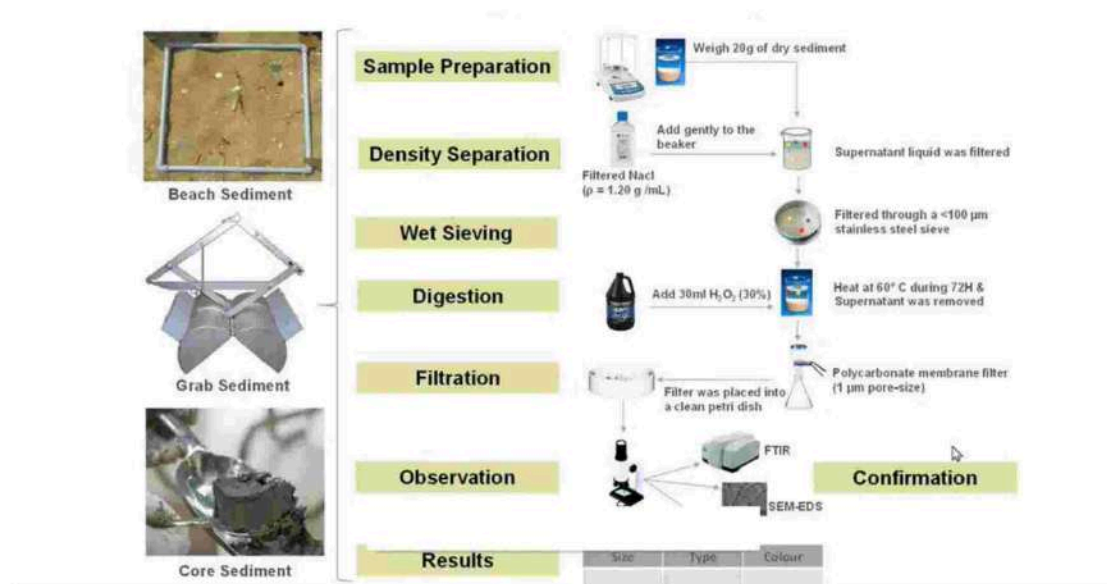 Beach Sediment
Grab Sediment
Core Sediment
Sample Preparation
Density Separation
Wet Sieving
Digestion
Filtration
Observation
Results
Weigh 20g of dry sediment
Add gently to the
beaker
Filtered Nacl
(ρ = 1.20 g /mL)
Supernatant liquid was filtered
Filtered through a <100 µm
stainless steel sieve
Add 30ml H₂O₂ (30%)
Heat at 60° C during 72H &
Supernatant was removed
Polycarbonate membrane filter
(1 µm pore-size)
Filter was placed into
a clean petri dish
FTIR
SEM-EDS
Confirmation
Size Type Colour